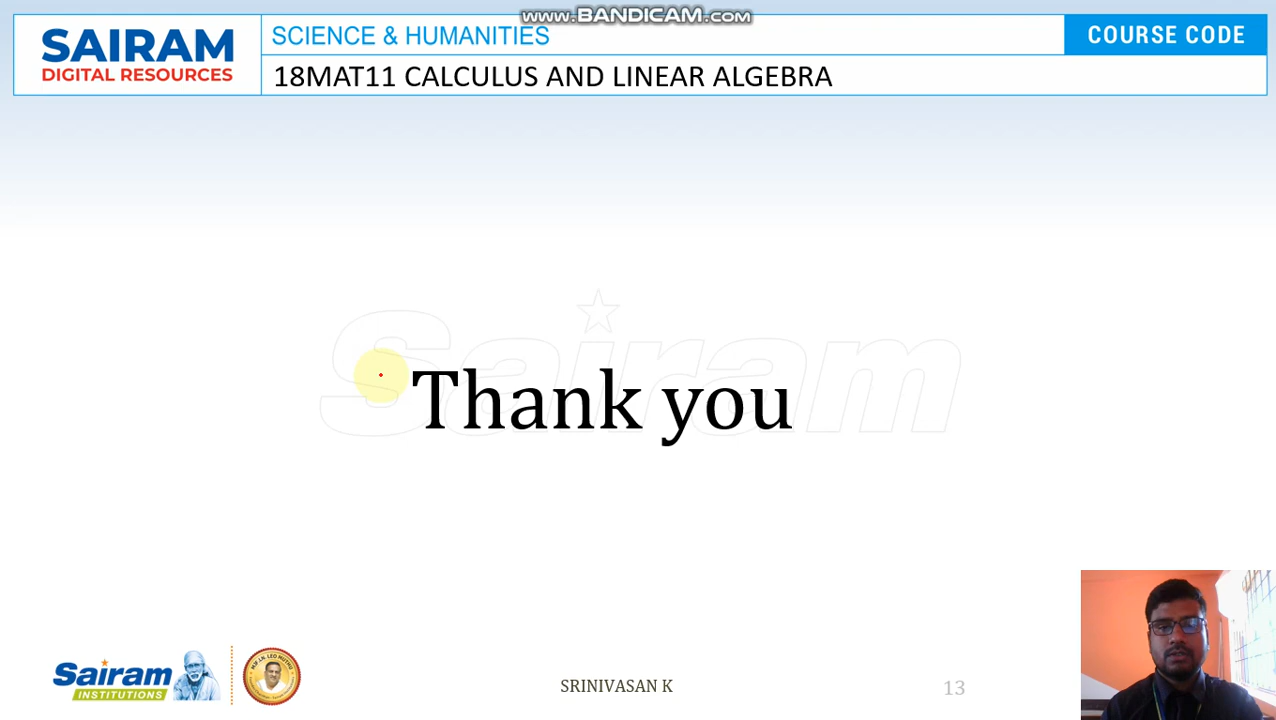 www.BANDICAM.com
SAIRAM
DIGITAL RESOURCES
SCIENCE & HUMANITIES
COURSE CODE
18MAT11 CALCULUS AND LINEAR ALGEBRA
Sairam
Thank you
Sairam
INSTITUTIONS
SRINIVASAN K
13